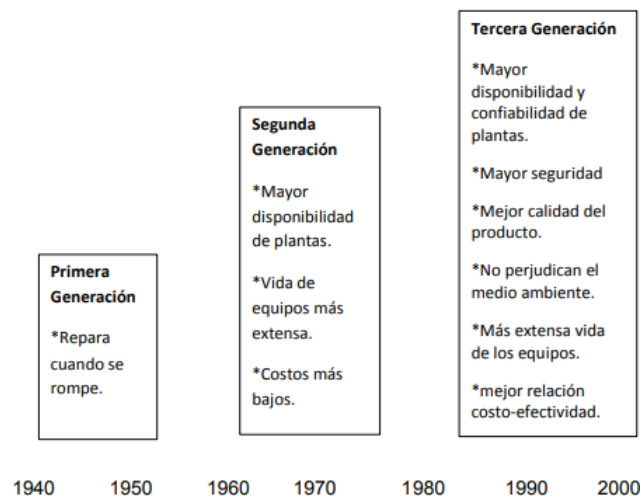 Primera
Generación
*Repara
cuando se
rompe.
Segunda
Generación
*Mayor
disponibilidad
de plantas.
*Vida de
equipos más
extensa.
*Costos más
bajos.
Tercera Generación
*Mayor
disponibilidad y
confiabilidad de
plantas.
*Mayor seguridad
*Mejor calidad del
producto.
*No perjudican el
medio ambiente.
*Más extensa vida
de los equipos.
*mejor relación
costo-efectividad.
1940 1950 1960 1970 1980 1990 2000